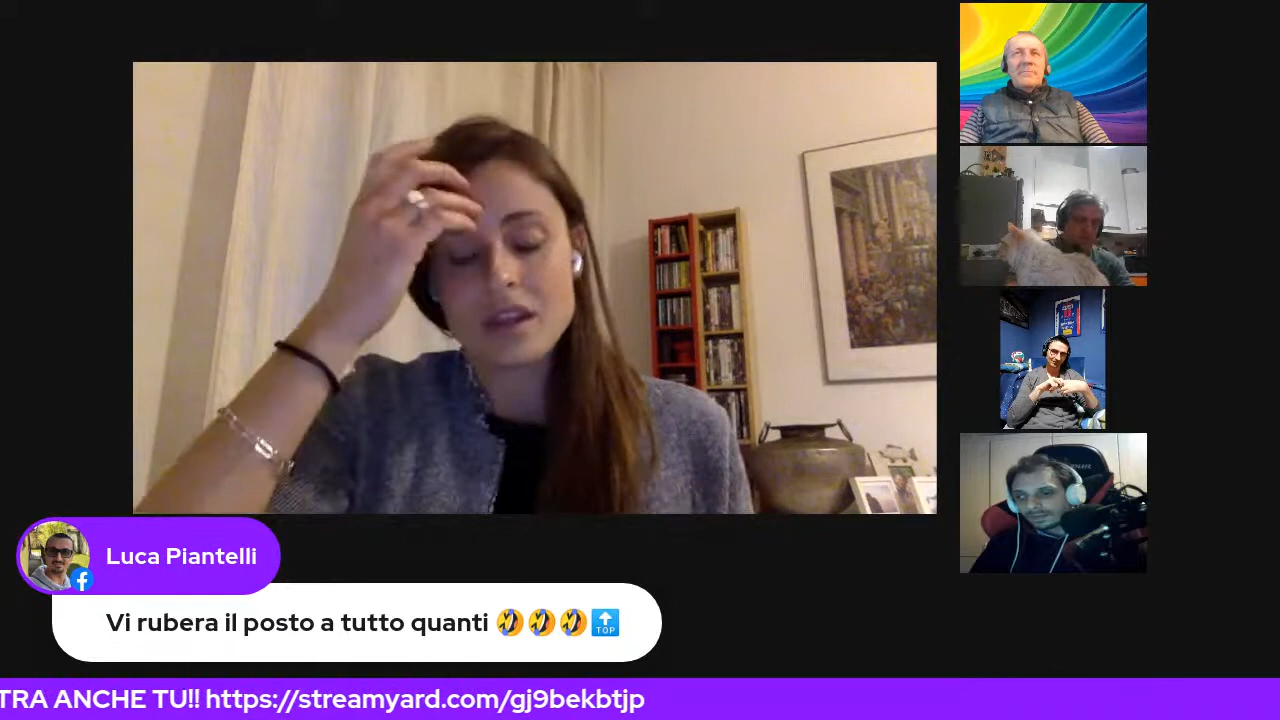 Luca Piantelli
Vi rubera il posto a tutto quanti 🤣🤣🤣🔝
TRA ANCHE TU!! https://streamyard.com/gj9bekbtjp